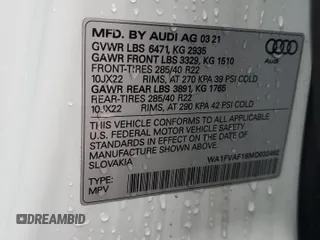 MFD. BY AUDI AG 03 21
GVWR LBS 6471, KG 2935
GAWR FRONT LBS 3329, KG 1510
FRONT-TIRES 285/40 R22
10JX22 RIMS, AT 270 KPA 39 PSI COLD
GAWR REAR LBS 3891, KG 1765
REAR-TIRES 285/40 R22
10JX22 RIMS, AT 290 KPA 42 PSI COLD
THIS VEHICLE CONFORMS TO ALL APPLICABLE
U.S. FEDERAL MOTOR VEHICLE SAFETY
STANDARDS IN EFFECT ON THE DATE OF
MANUFACTURE SHOWN ABOVE.
SLOVAKIA
TYPE:
MPV
AUTOBIDCAR